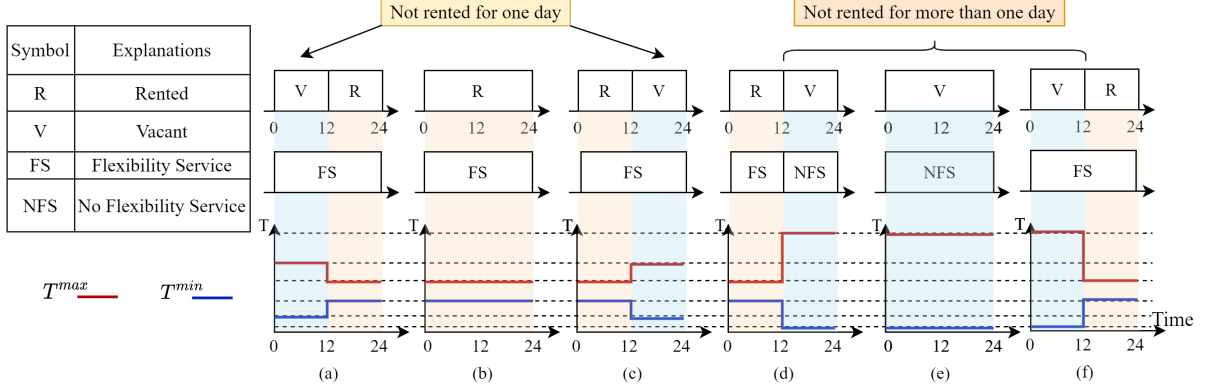 Not rented for one day
Not rented for more than one day
Symbol Explanations
R Rented
V Vacant
FS Flexibility Service
NFS No Flexibility Service
V R
R
R V
R V
V
V R
0 12 24
0 12 24
0 12 24
0 12 24
0 12 24
0 12 24
FS
FS
FS
FS NFS
NFS
FS
T
T
T
T
T
T
T^max
T^min
Time
0 12 24
0 12 24
0 12 24
0 12 24
0 12 24
0 12 24
(a)
(b)
(c)
(d)
(e)
(f)